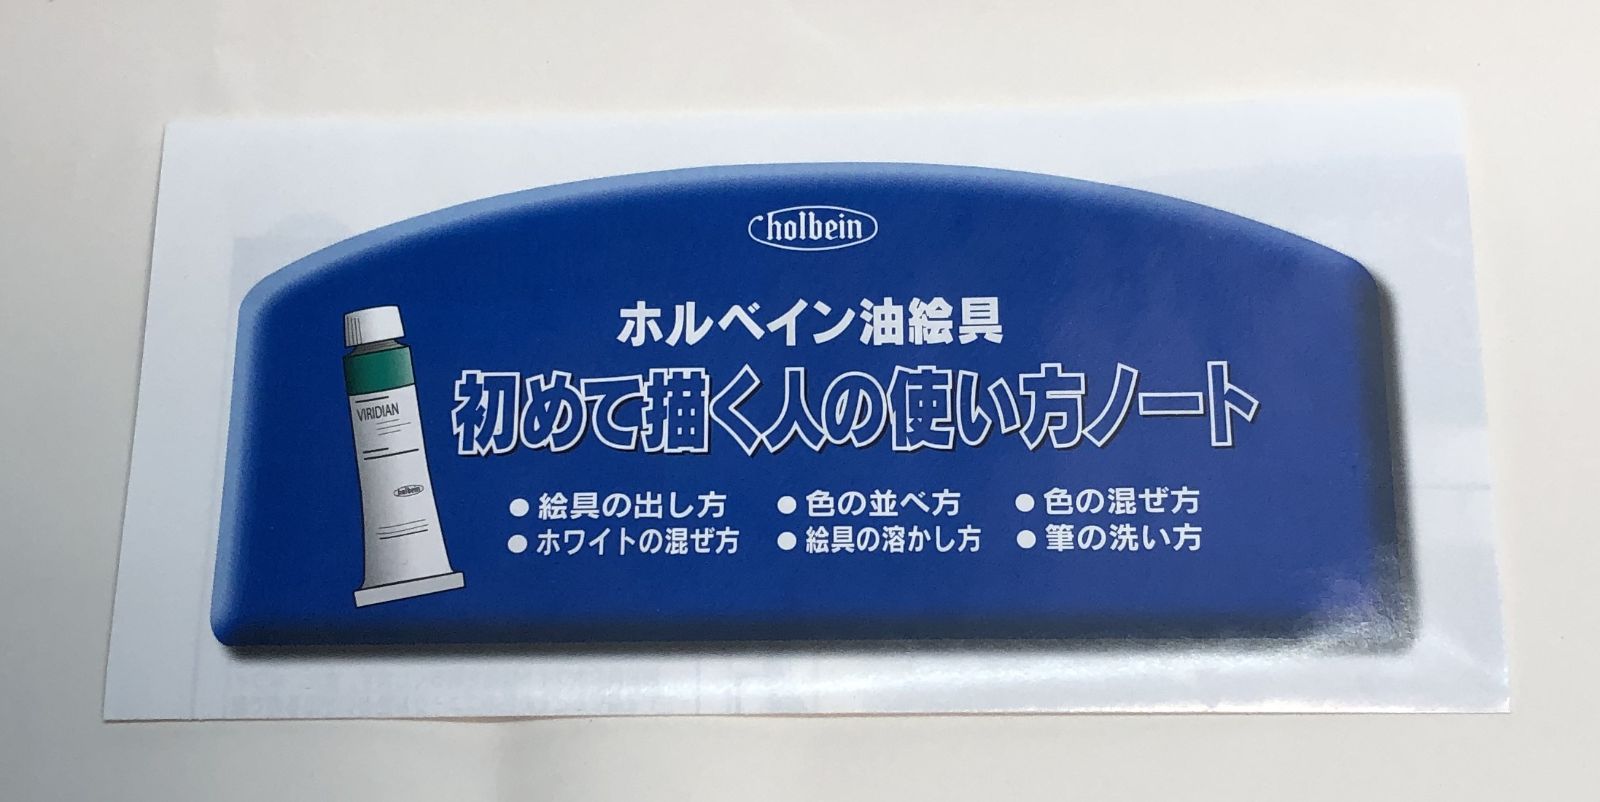 holbein
ホルベイン油絵具
初めて描く人の使い方ノート
VIRIDIAN
holbein
●絵具の出し方 ●色の並べ方 ●色の混ぜ方
●ホワイトの混ぜ方 ●絵具の溶かし方 ●筆の洗い方